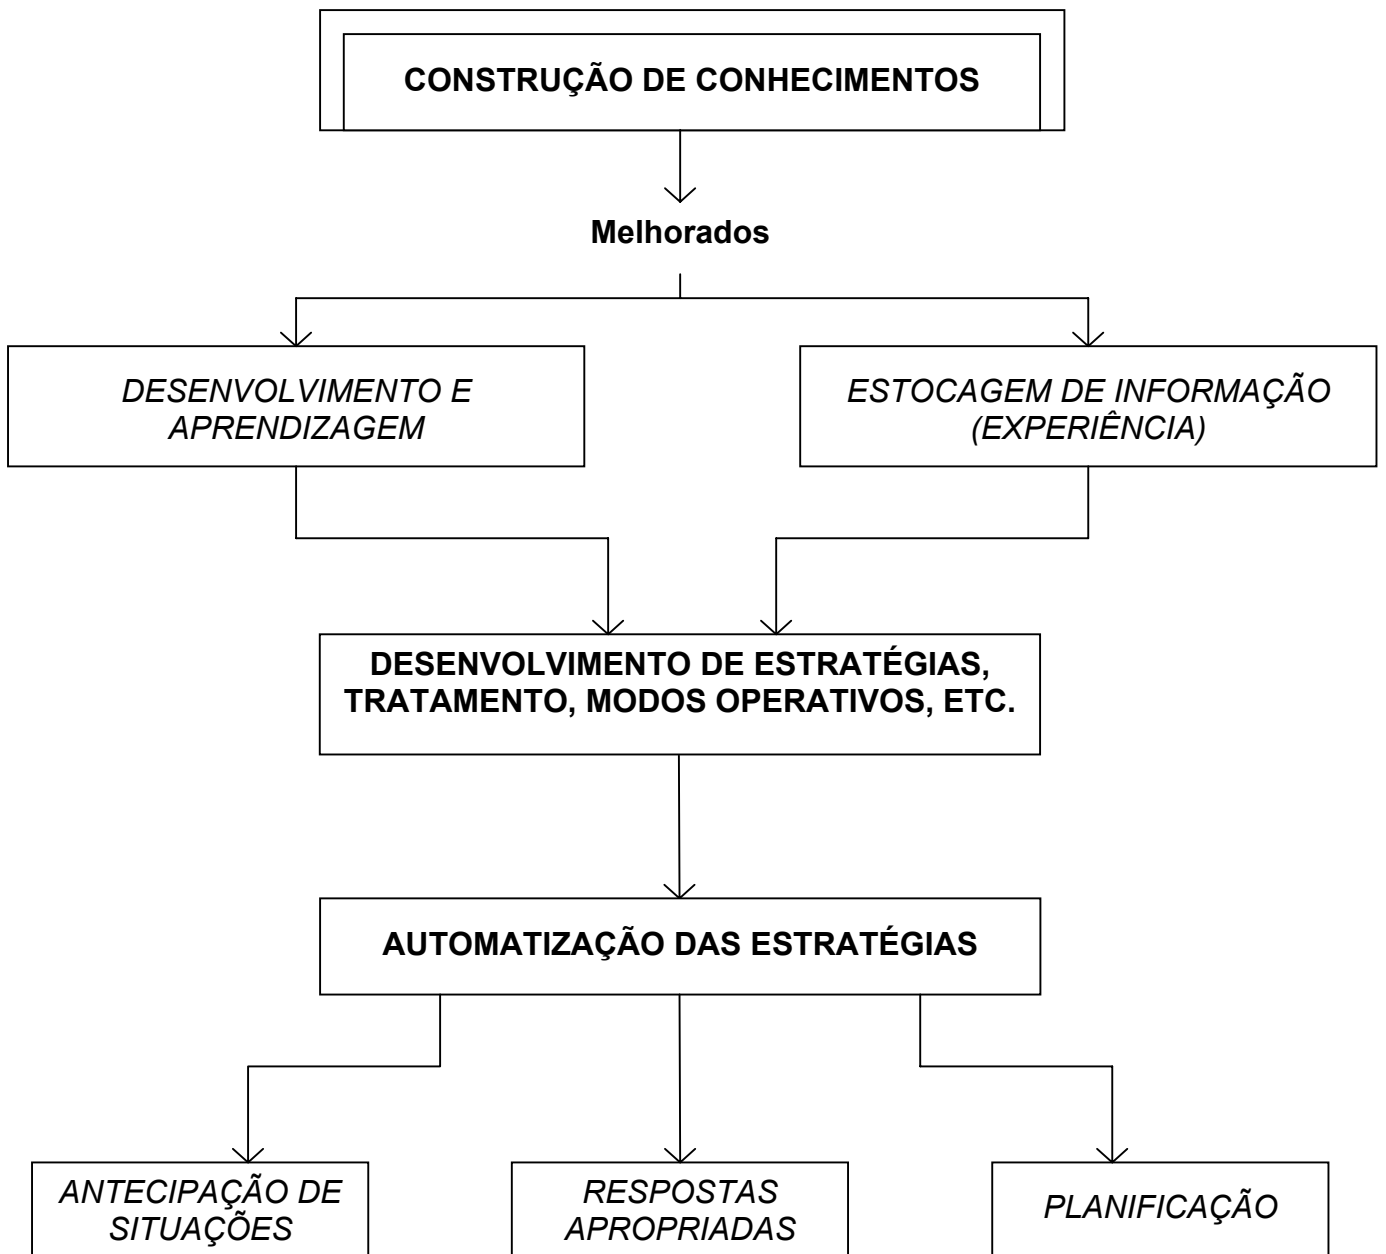 CONSTRUÇÃO DE CONHECIMENTOS
Melhorados
DESENVOLVIMENTO E
APRENDIZAGEM
ESTOCAGEM DE INFORMAÇÃO
(EXPERIÊNCIA)
DESENVOLVIMENTO DE ESTRATÉGIAS,
TRATAMENTO, MODOS OPERATIVOS, ETC.
AUTOMATIZAÇÃO DAS ESTRATÉGIAS
ANTECIPAÇÃO DE
SITUAÇÕES
RESPOSTAS
APROPRIADAS
PLANIFICAÇÃO